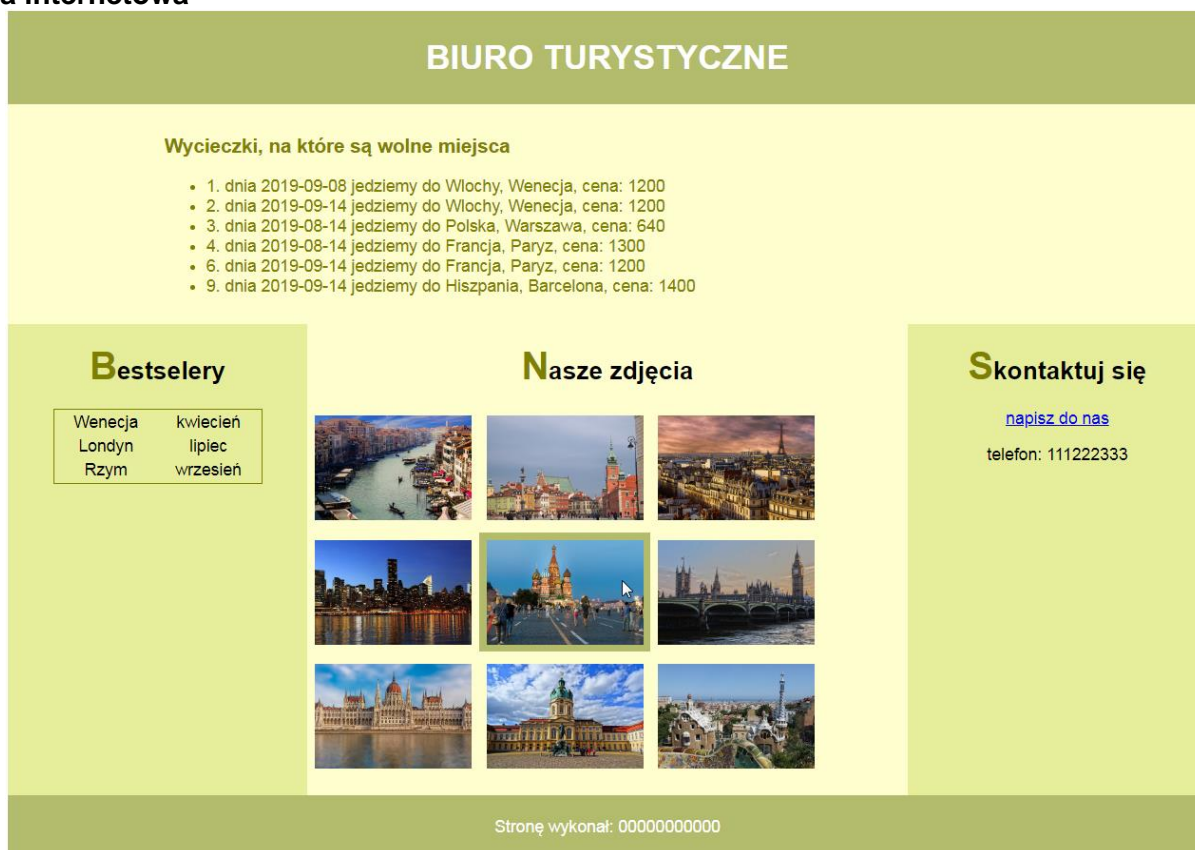 a internetowa
BIURO TURYSTYCZNE
Wycieczki, na które są wolne miejsca
1. dnia 2019-09-08 jedziemy do Wlochy, Wenecja, cena: 1200
2. dnia 2019-09-14 jedziemy do Wlochy, Wenecja, cena: 1200
3. dnia 2019-08-14 jedziemy do Polska, Warszawa, cena: 640
4. dnia 2019-08-14 jedziemy do Francja, Paryz, cena: 1300
6. dnia 2019-09-14 jedziemy do Francja, Paryz, cena: 1200
9. dnia 2019-09-14 jedziemy do Hiszpania, Barcelona, cena: 1400
Bestselery
Wenecja kwiecień
Londyn lipiec
Rzym wrzesień
Nasze zdjęcia
Skontaktuj się
napisz do nas
telefon: 111222333
Stronę wykonał: 00000000000